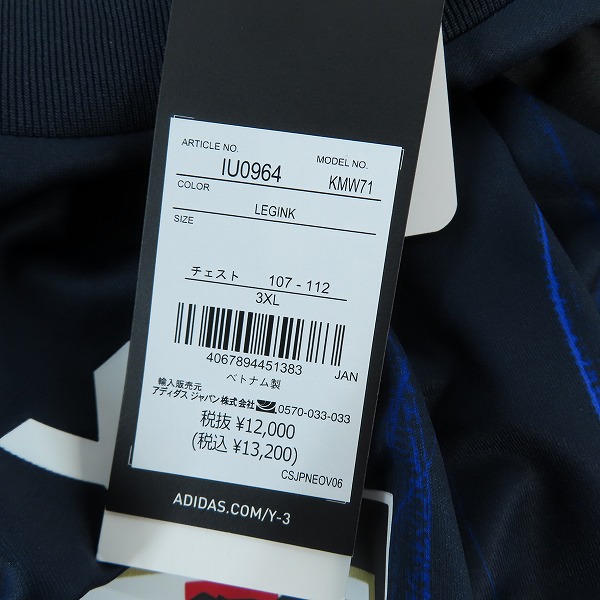 ARTICLE NO. IU0964 MODEL NO. KMW71
COLOR
LEGINK
SIZE
チェスト 107 - 112
3XL
4067894451383 JAN
ベトナム製
輸入販売元
アディダス ジャパン株式会社 0570-033-033
税抜 ¥12,000
(税込 ¥13,200)
CSJPNEOV06
ADIDAS.COM/Y-3